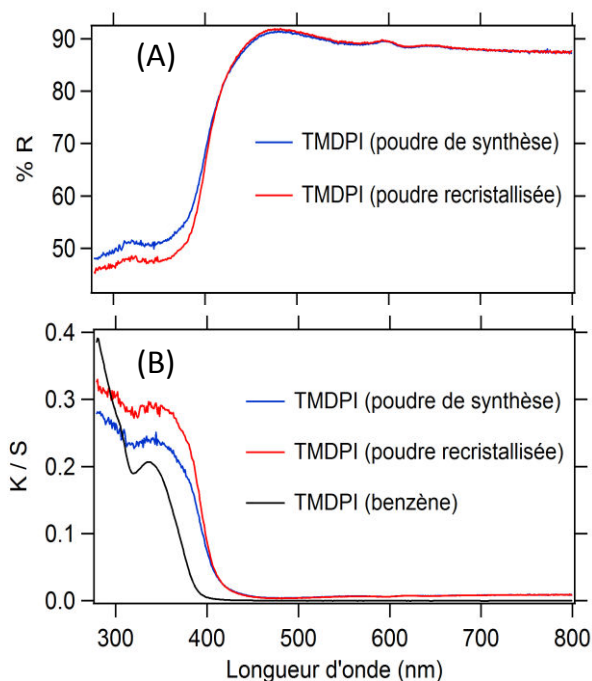 90
80
70
60
50
% R
(A)
TMDPI (poudre de synthèse)
TMDPI (poudre recristallisée)
0.4
0.3
0.2
0.1
0.0
K / S
(B)
TMDPI (poudre de synthèse)
TMDPI (poudre recristallisée)
TMDPI (benzène)
300 400 500 600 700 800
Longueur d'onde (nm)